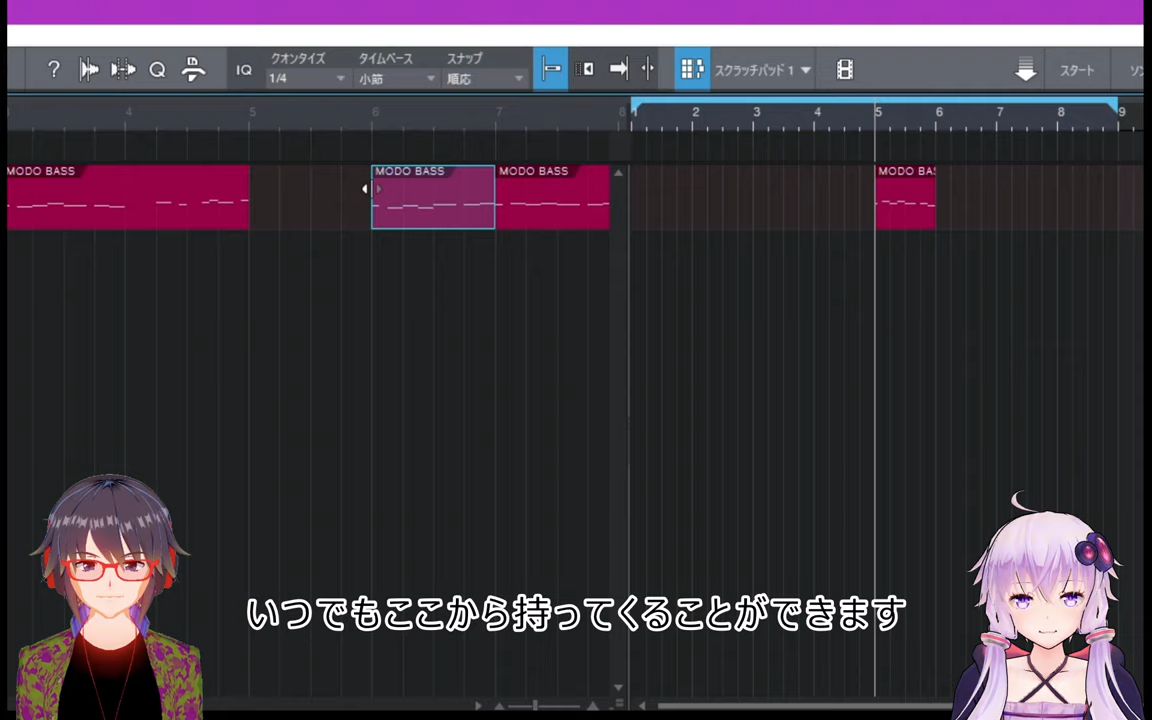 ?
Q
IQ
クオンタイズ
1/4
タイムベース
小節
スナップ
順応
スクラッチパッド 1
スタート
ソン
4 5 6 7 8
1 2 3 4 5 6 7 8 9
MODO BASS
MODO BASS
MODO BASS
MODO BA
いつでもここから持ってくることができます